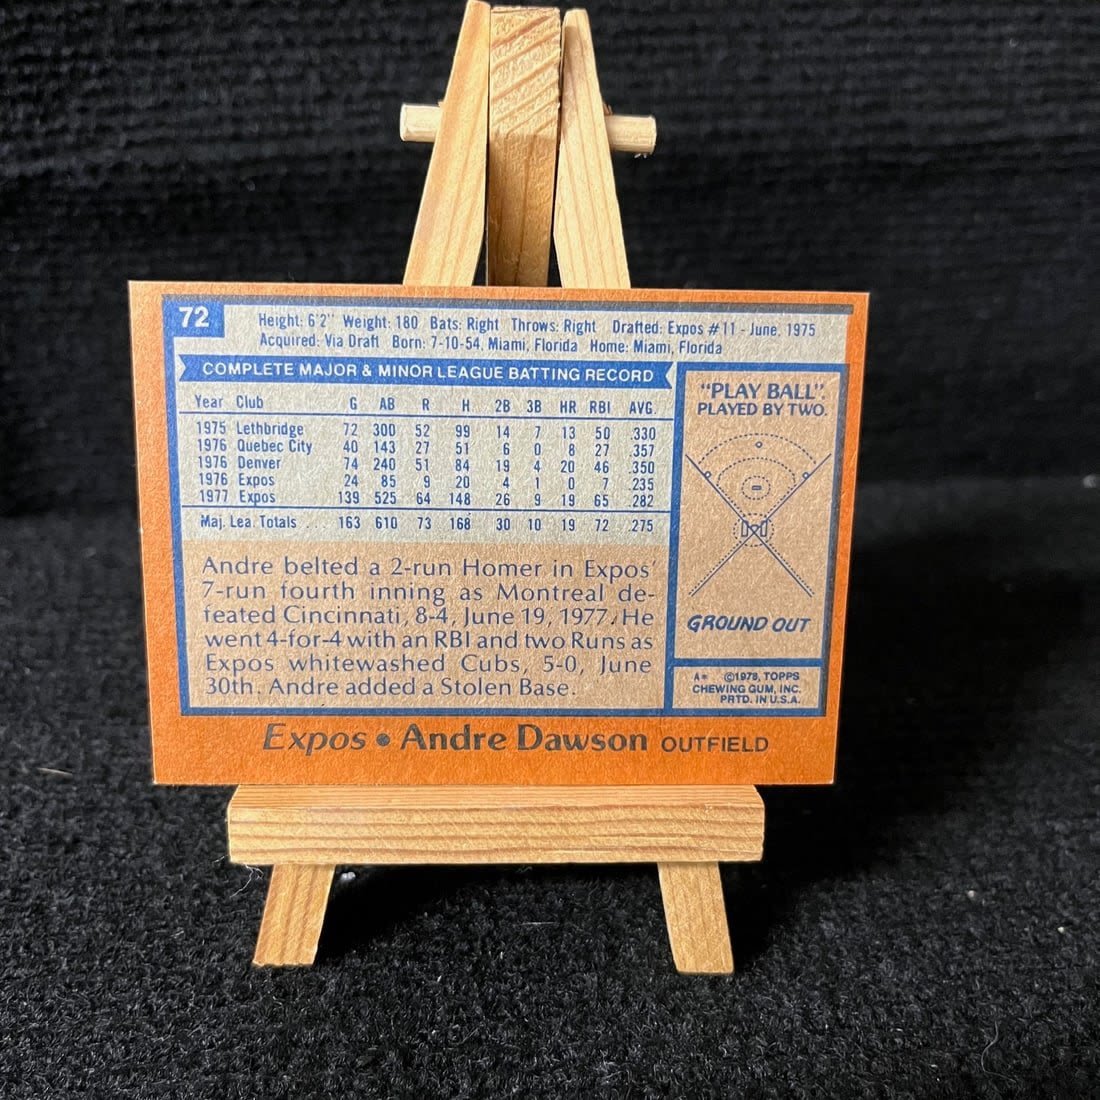 72
Height: 6'2" Weight: 180 Bats: Right Throws: Right Drafted: Expos #11 - June, 1975
Acquired: Via Draft Born: 7-10-54, Miami, Florida Home: Miami, Florida
COMPLETE MAJOR & MINOR LEAGUE BATTING RECORD
Year Club G AB R H 2B 3B HR RBI AVG.
1975 Lethbridge 72 300 52 99 14 7 13 50 .330
1976 Quebec City 40 143 27 51 6 0 8 27 .357
1976 Denver 74 240 51 84 19 4 20 46 .350
1976 Expos 24 85 9 20 4 1 0 7 .235
1977 Expos 139 525 64 148 26 9 19 65 .282
Maj. Lea. Totals ... 163 610 73 168 30 10 19 72 .275
Andre belted a 2-run Homer in Expos'
7-run fourth inning as Montreal de-
feated Cincinnati, 8-4, June 19, 1977. He
went 4-for-4 with an RBI and two Runs as
Expos whitewashed Cubs, 5-0, June
30th. Andre added a Stolen Base.
"PLAY BALL".
PLAYED BY TWO.
GROUND OUT
A* ©1978, TOPPS
CHEWING GUM, INC.
PRTD. IN U.S.A.
Expos • Andre Dawson OUTFIELD